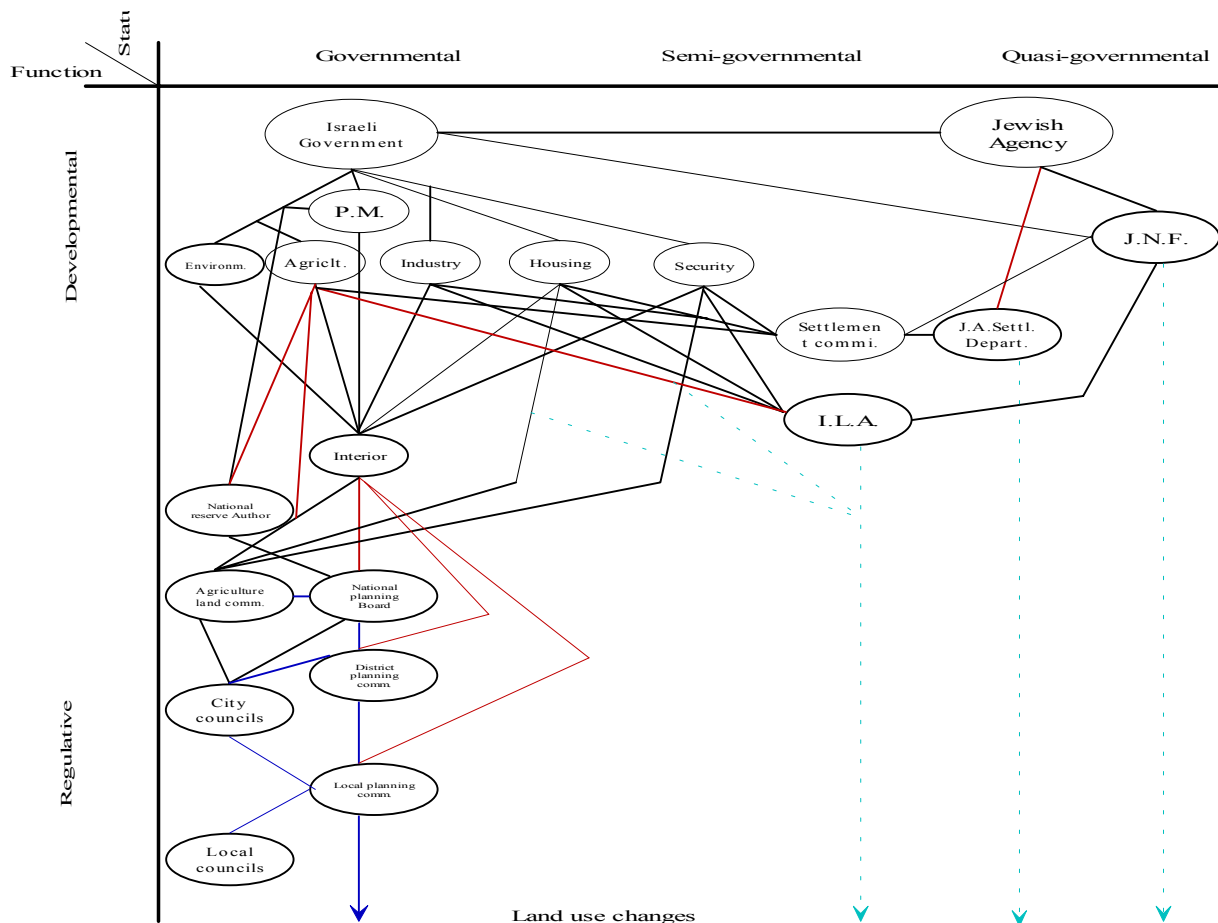 Statu
Function
Governmental
Semi-governmental
Quasi-governmental
Developmental
Regulative
Israeli
Government
Jewish
Agency
P.M.
J.N.F.
Environm.
Agriclt.
Industry
Housing
Security
Settlemen
t commi.
J.A.Settl.
Depart.
I.L.A.
Interior
National
reserve Author
Agriculture
land comm.
National
planning
Board
District
planning
comm.
City
councils
Local planning
comm.
Local
councils
Land use changes